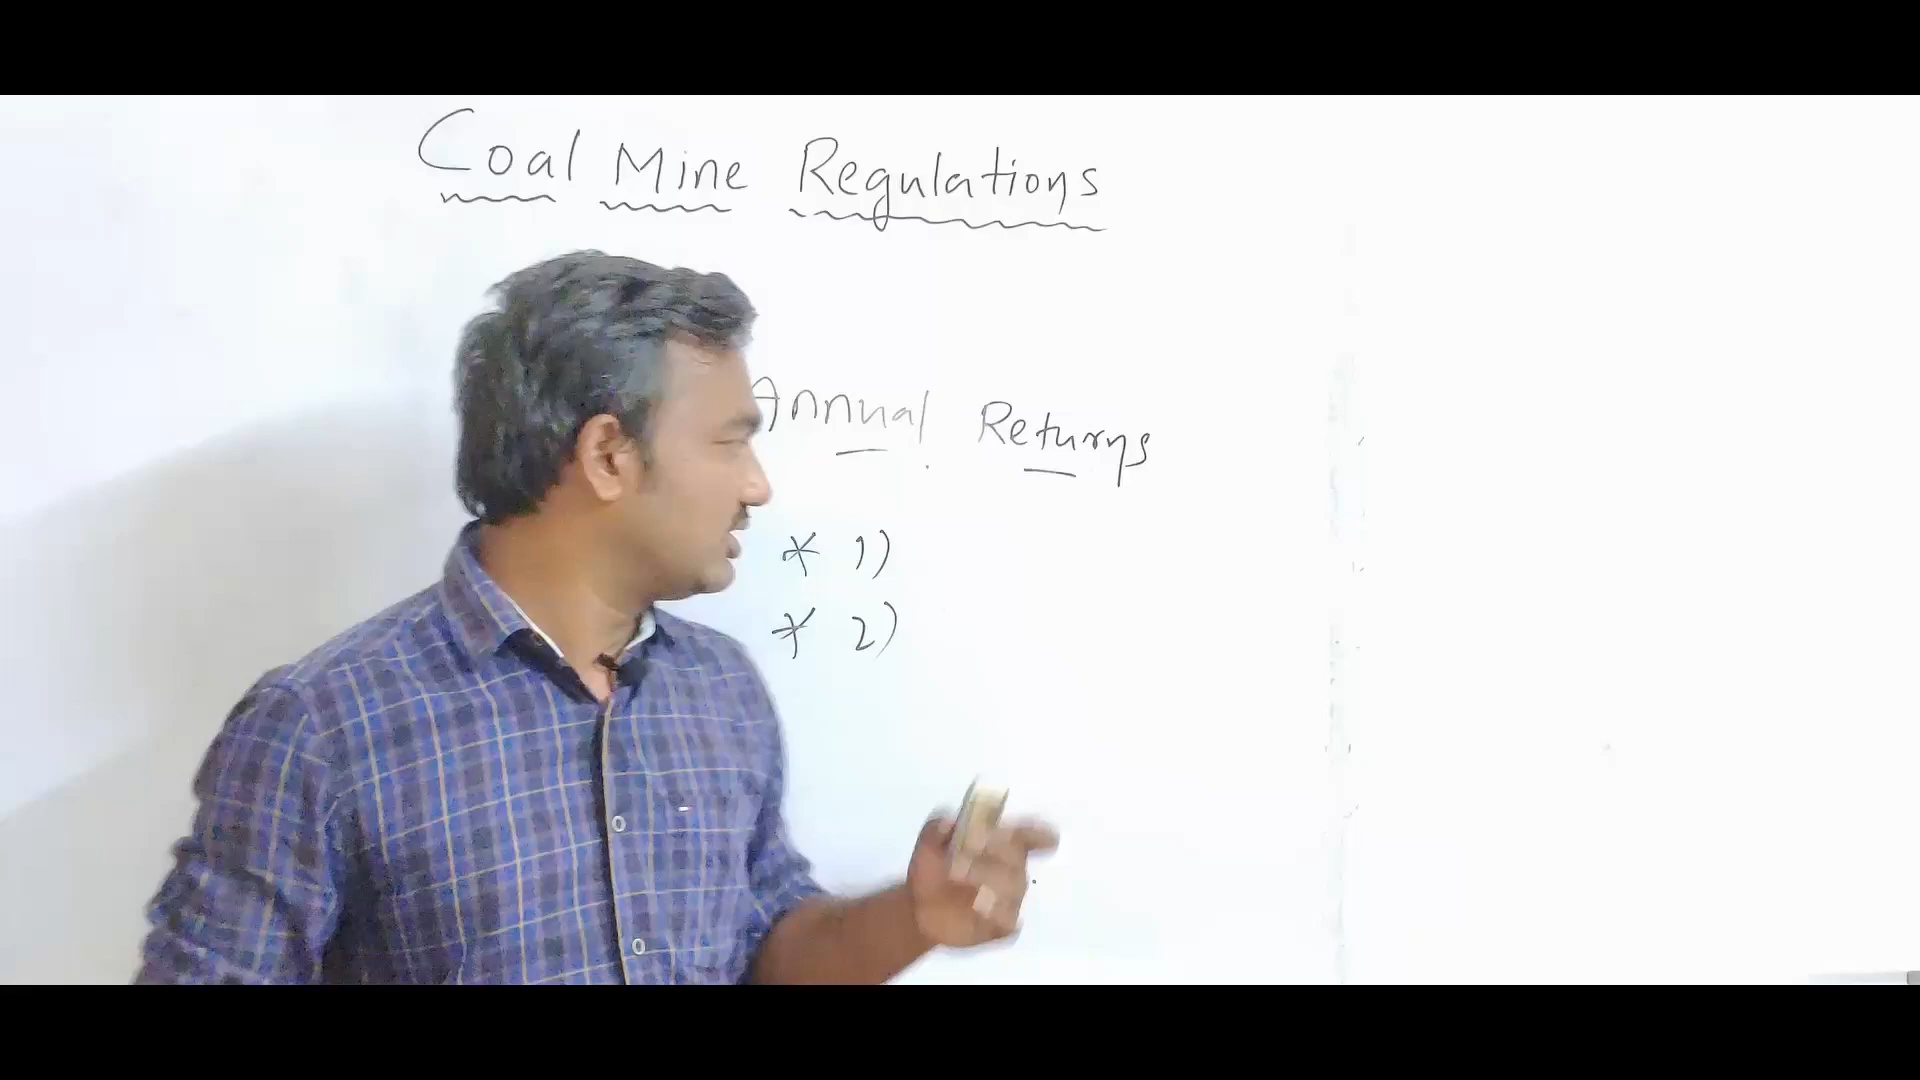 Coal Mine Regulations
Annual Returns
* 1)
* 2)